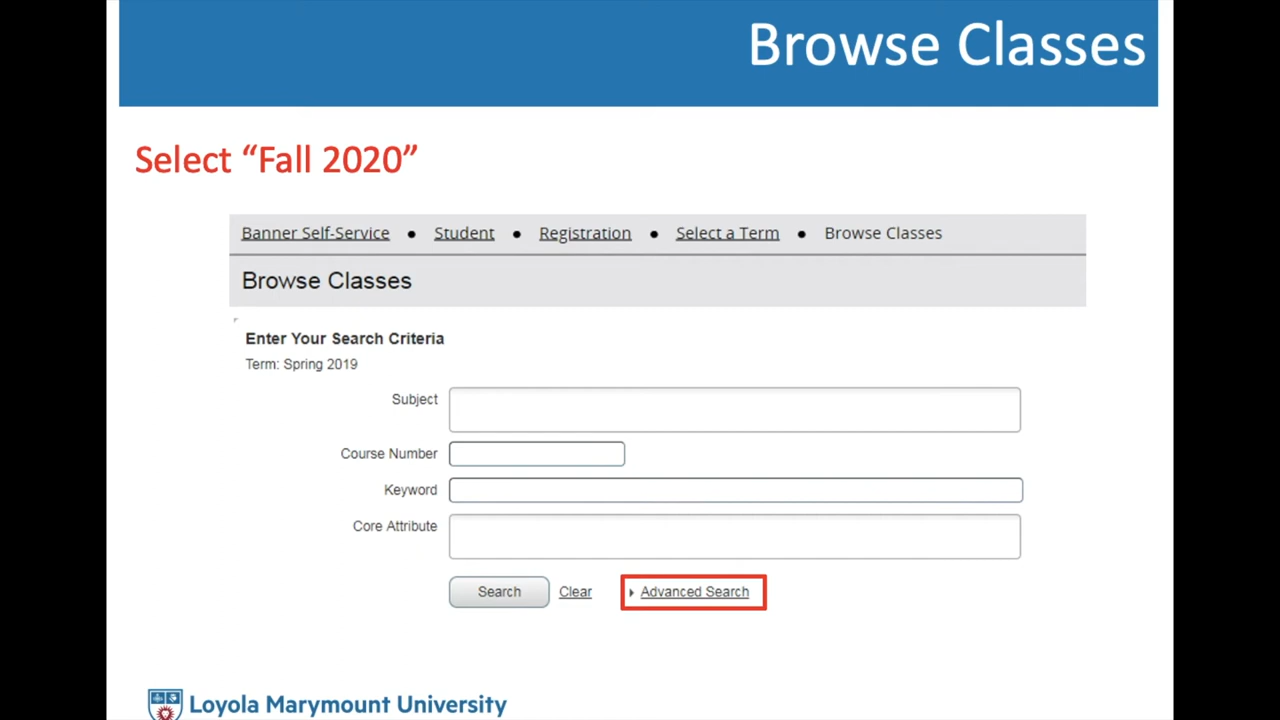 Browse Classes
Select “Fall 2020”
Banner Self-Service • Student • Registration • Select a Term • Browse Classes
Browse Classes
Enter Your Search Criteria
Term: Spring 2019
Subject
Course Number
Keyword
Core Attribute
Search Clear Advanced Search
Loyola Marymount University